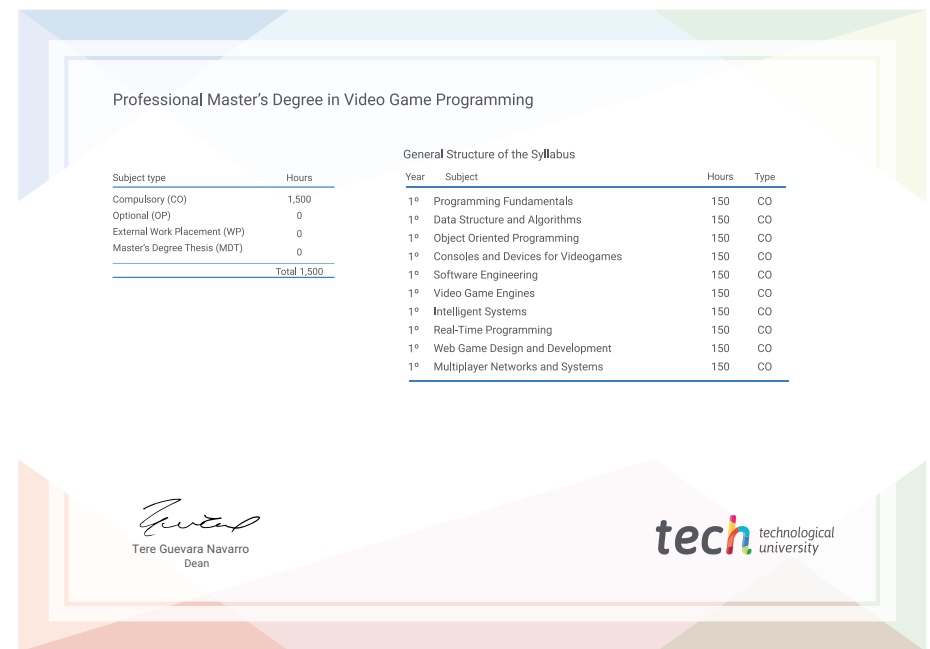 Professional Master's Degree in Video Game Programming
General Structure of the Syllabus
Subject type Hours
Compulsory (CO) 1,500
Optional (OP) 0
External Work Placement (WP) 0
Master's Degree Thesis (MDT) 0
Total 1,500
Year Subject Hours Type
1º Programming Fundamentals 150 CO
1º Data Structure and Algorithms 150 CO
1º Object Oriented Programming 150 CO
1º Consoles and Devices for Videogames 150 CO
1º Software Engineering 150 CO
1º Video Game Engines 150 CO
1º Intelligent Systems 150 CO
1º Real-Time Programming 150 CO
1º Web Game Design and Development 150 CO
1º Multiplayer Networks and Systems 150 CO
Tere Guevara Navarro
Dean
tech technological
university